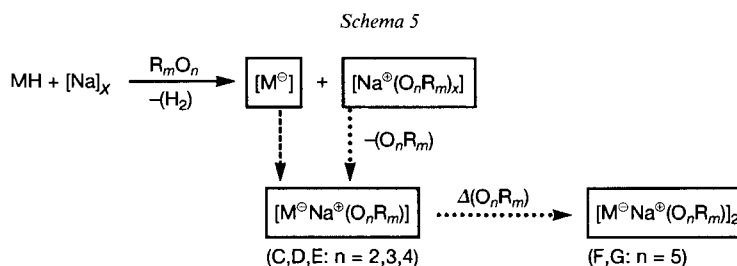 Schema 5
MH + [Na]x RmOn –(H2) [M⊖] + [Na⊕(OnRm)x]
–(OnRm)
[M⊖Na⊕(OnRm)] Δ(OnRm) [M⊖Na⊕(OnRm)]2
(C,D,E: n = 2,3,4) (F,G: n = 5)